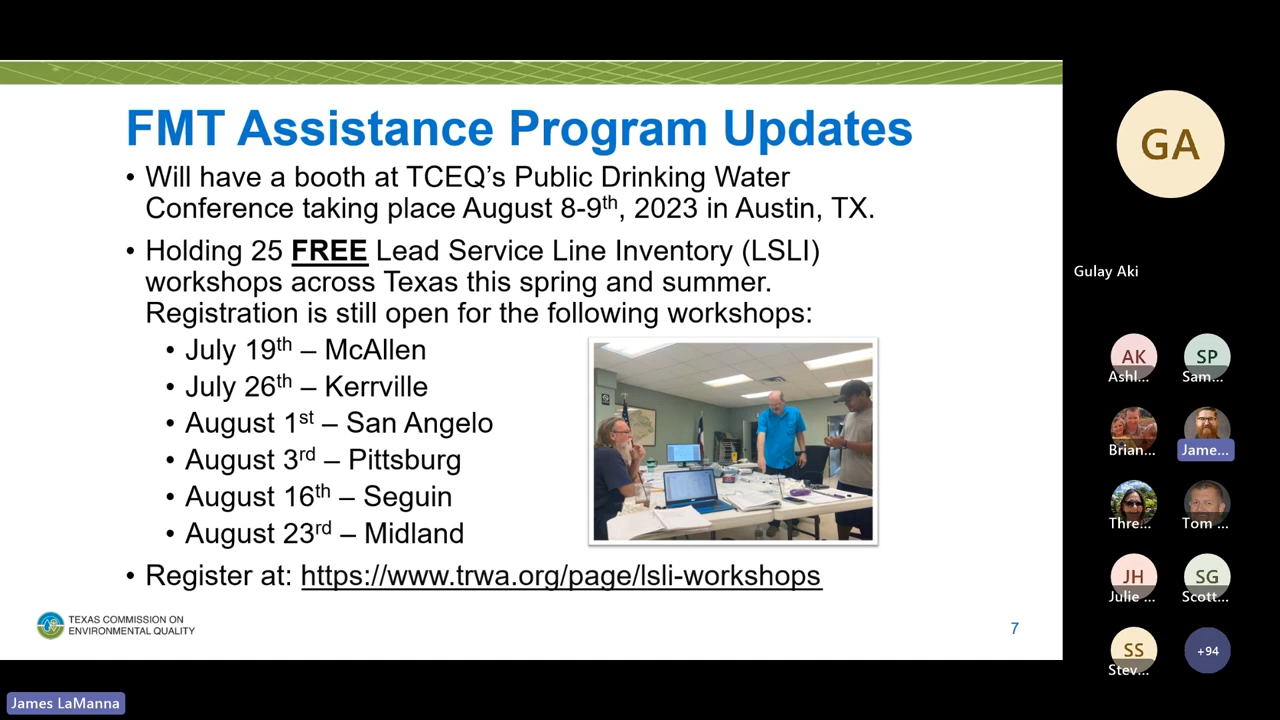 FMT Assistance Program Updates
• Will have a booth at TCEQ’s Public Drinking Water
Conference taking place August 8-9th, 2023 in Austin, TX.
• Holding 25 FREE Lead Service Line Inventory (LSLI)
workshops across Texas this spring and summer.
Registration is still open for the following workshops:
• July 19th – McAllen
• July 26th – Kerrville
• August 1st – San Angelo
• August 3rd – Pittsburg
• August 16th – Seguin
• August 23rd – Midland
• Register at: https://www.trwa.org/page/lsli-workshops
TEXAS COMMISSION ON
ENVIRONMENTAL QUALITY
7
James LaManna
GA
Gulay Aki
AK
SP
Ashl...
Sam...
Brian...
Jame...
Thre...
Tom ...
JH
SG
Julie ...
Scott...
SS
+94
Stev...